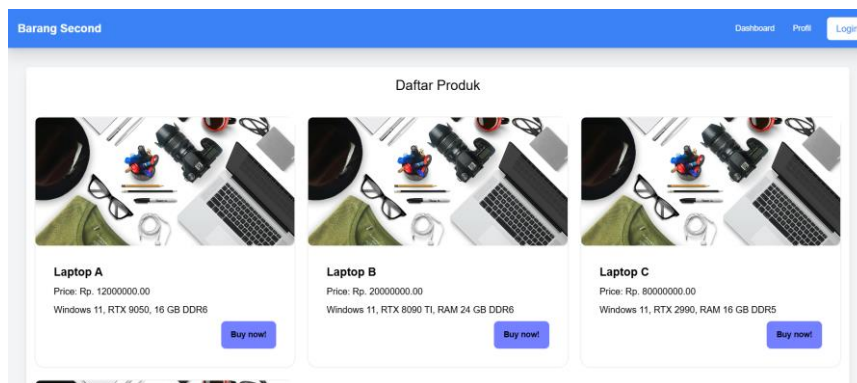 Barang Second
Dashboard
Profil
Login
Daftar Produk
Laptop A
Price: Rp. 12000000.00
Windows 11, RTX 9050, 16 GB DDR6
Buy now!
Laptop B
Price: Rp. 20000000.00
Windows 11, RTX 8090 TI, RAM 24 GB DDR6
Buy now!
Laptop C
Price: Rp. 80000000.00
Windows 11, RTX 2990, RAM 16 GB DDR5
Buy now!